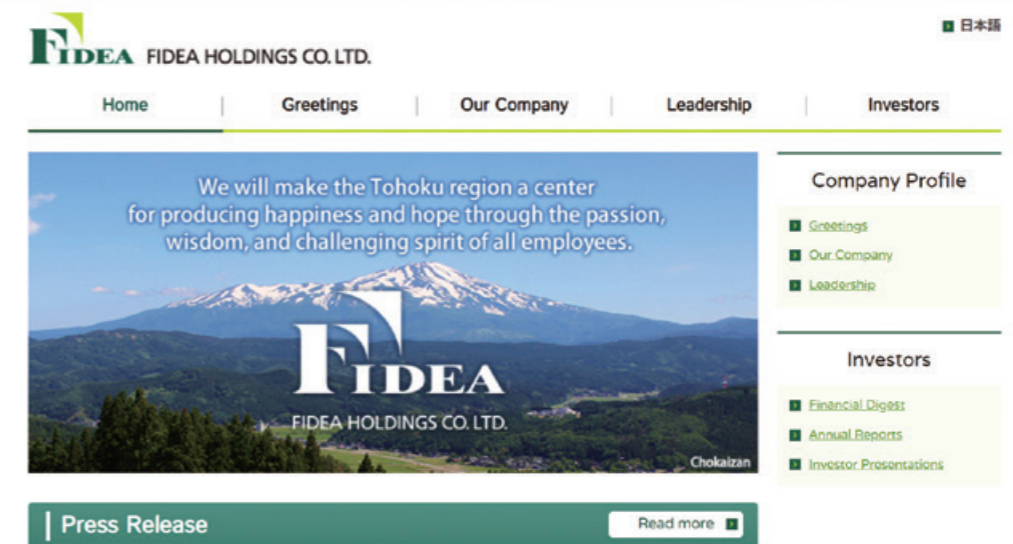 FIDEA FIDEA HOLDINGS CO. LTD.
日本語
Home Greetings Our Company Leadership Investors
We will make the Tohoku region a center
for producing happiness and hope through the passion,
wisdom, and challenging spirit of all employees.
FIDEA
FIDEA HOLDINGS CO. LTD.
Chokaizan
Company Profile
Greetings
Our Company
Leadership
Investors
Financial Digest
Annual Reports
Investor Presentations
Press Release
Read more